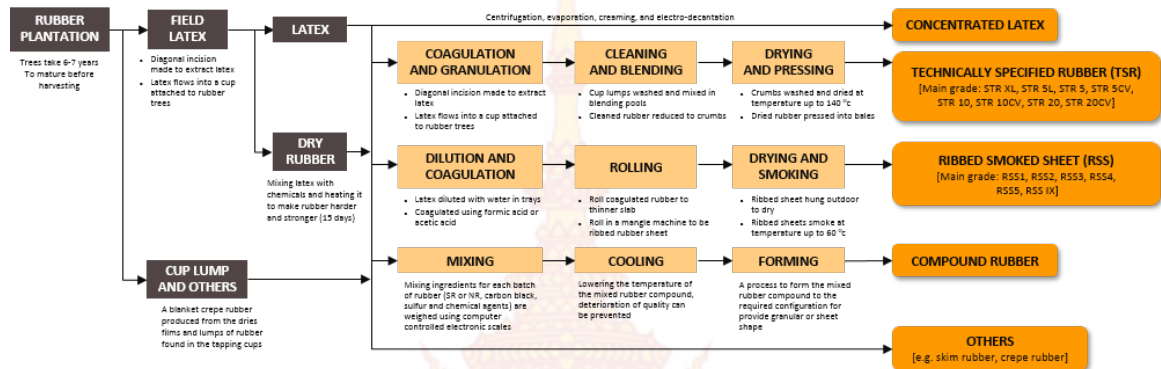 RUBBER
PLANTATION
Trees take 6-7 years
To mature before
harvesting
FIELD
LATEX
• Diagonal incision
made to extract latex
• Latex flows into a cup
attached to rubber
trees
LATEX
DRY
RUBBER
Mixing latex with
chemicals and heating it
to make rubber harder
and stronger (15 days)
CUP LUMP
AND OTHERS
A blanket crepe rubber
produced from the dries
films and lumps of rubber
found in the tapping cups
Centrifugation, evaporation, creaming, and electro-decantation
CONCENTRATED LATEX
COAGULATION
AND GRANULATION
• Diagonal incision made to extract
latex
• Latex flows into a cup attached
to rubber trees
CLEANING
AND BLENDING
• Cup lumps washed and mixed in
blending pools
• Cleaned rubber reduced to crumbs
DRYING
AND PRESSING
• Crumbs washed and dried at
temperature up to 140 °c
• Dried rubber pressed into bales
TECHNICALLY SPECIFIED RUBBER (TSR)
[Main grade: STR XL, STR 5L, STR 5, STR 5CV,
STR 10, STR 10CV, STR 20, STR 20CV]
DILUTION AND
COAGULATION
• Latex diluted with water in trays
• Coagulated using formic acid or
acetic acid
ROLLING
• Roll coagulated rubber to
thinner slab
• Roll in a mangle machine to be
ribbed rubber sheet
DRYING AND
SMOKING
• Ribbed sheet hung outdoor
to dry
• Ribbed sheets smoke at
temperature up to 60 °c
RIBBED SMOKED SHEET (RSS)
[Main grade: RSS1, RSS2, RSS3, RSS4,
RSS5, RSS IX]
MIXING
Mixing ingredients for each batch
of rubber (SR or NR, carbon black,
sulfur and chemical agents) are
weighed using computer
controlled electronic scales
COOLING
Lowering the temperature of
the mixed rubber compound,
deterioration of quality can
be prevented
FORMING
A process to form the mixed
rubber compound to the
required configuration for
provide granular or sheet
shape
COMPOUND RUBBER
OTHERS
[e.g. skim rubber, crepe rubber]